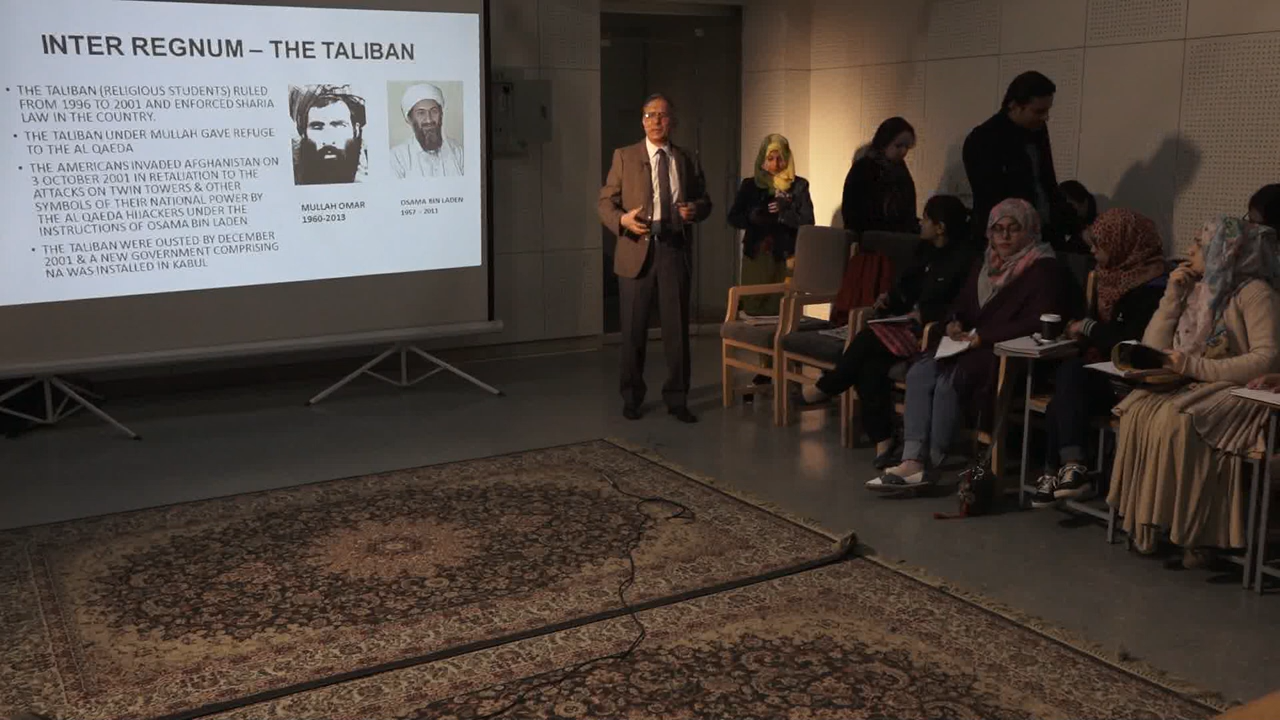 INTER REGNUM – THE TALIBAN
• THE TALIBAN (RELIGIOUS STUDENTS) RULED
FROM 1996 TO 2001 AND ENFORCED SHARIA
LAW IN THE COUNTRY.
• THE TALIBAN UNDER MULLAH GAVE REFUGE
TO THE AL QAEDA
• THE AMERICANS INVADED AFGHANISTAN ON
3 OCTOBER 2001 IN RETALIATION TO THE
ATTACKS ON TWIN TOWERS & OTHER
SYMBOLS OF THEIR NATIONAL POWER BY
THE AL QAEDA HIJACKERS UNDER THE
INSTRUCTIONS OF OSAMA BIN LADEN
• THE TALIBAN WERE OUSTED BY DECEMBER
2001 & A NEW GOVERNMENT COMPRISING
NA WAS INSTALLED IN KABUL
MULLAH OMAR
1960-2013
OSAMA BIN LADEN
1957 – 2011